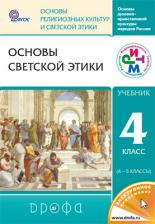 ФГОС
ОСНОВЫ
РЕЛИГИОЗНЫХ КУЛЬТУР
И СВЕТСКОЙ ЭТИКИ
Основы
духовно-
нравственной
культуры
народов России
РИТМ
ОСНОВЫ
СВЕТСКОЙ ЭТИКИ
УЧЕБНИК
4
КЛАСС
(4–5 КЛАССЫ)
дрофа
www.drofa.ru